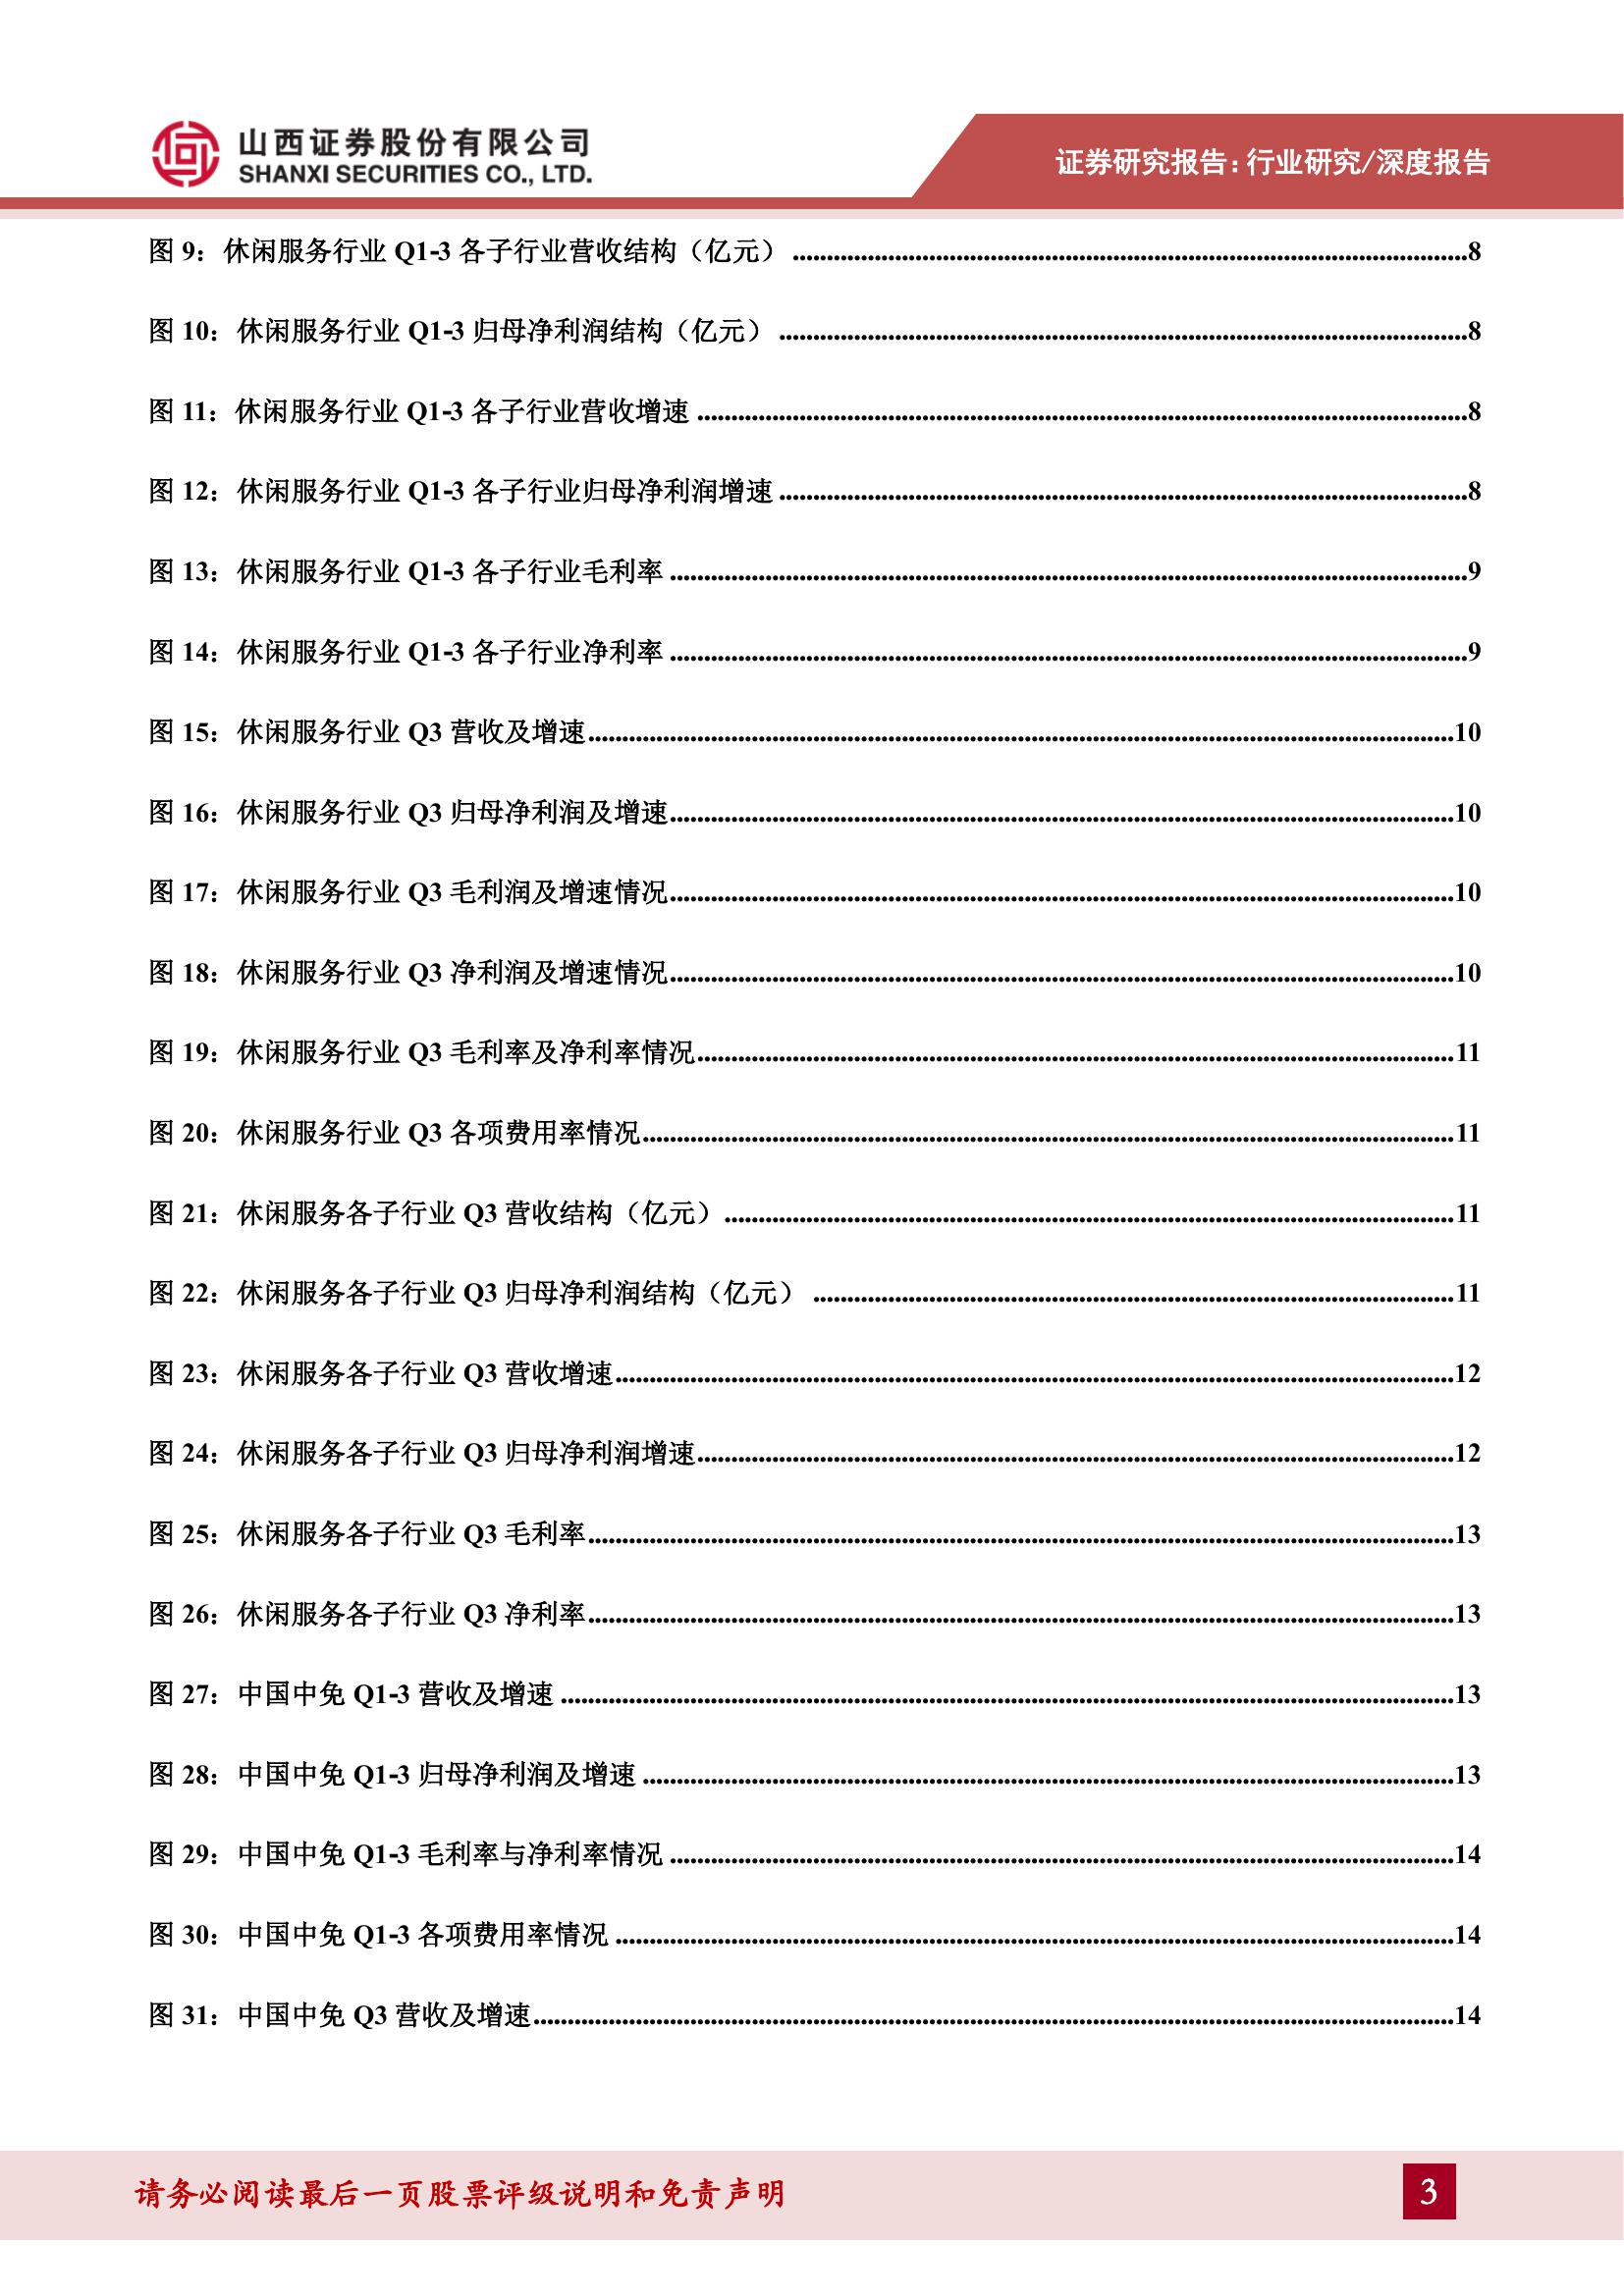 山西证券股份有限公司
SHANXI SECURITIES CO., LTD.
证券研究报告：行业研究/深度报告
图 9：休闲服务行业 Q1-3 各子行业营收结构（亿元）..........8
图 10：休闲服务行业 Q1-3 归母净利润结构（亿元）..........8
图 11：休闲服务行业 Q1-3 各子行业营收增速..........8
图 12：休闲服务行业 Q1-3 各子行业归母净利润增速..........8
图 13：休闲服务行业 Q1-3 各子行业毛利率..........9
图 14：休闲服务行业 Q1-3 各子行业净利率..........9
图 15：休闲服务行业 Q3 营收及增速..........10
图 16：休闲服务行业 Q3 归母净利润及增速..........10
图 17：休闲服务行业 Q3 毛利润及增速情况..........10
图 18：休闲服务行业 Q3 净利润及增速情况..........10
图 19：休闲服务行业 Q3 毛利率及净利率情况..........11
图 20：休闲服务行业 Q3 各项费用率情况..........11
图 21：休闲服务各子行业 Q3 营收结构（亿元）..........11
图 22：休闲服务各子行业 Q3 归母净利润结构（亿元）..........11
图 23：休闲服务各子行业 Q3 营收增速..........12
图 24：休闲服务各子行业 Q3 归母净利润增速..........12
图 25：休闲服务各子行业 Q3 毛利率..........13
图 26：休闲服务各子行业 Q3 净利率..........13
图 27：中国中免 Q1-3 营收及增速..........13
图 28：中国中免 Q1-3 归母净利润及增速..........13
图 29：中国中免 Q1-3 毛利率与净利率情况..........14
图 30：中国中免 Q1-3 各项费用率情况..........14
图 31：中国中免 Q3 营收及增速..........14
请务必阅读最后一页股票评级说明和免责声明
3